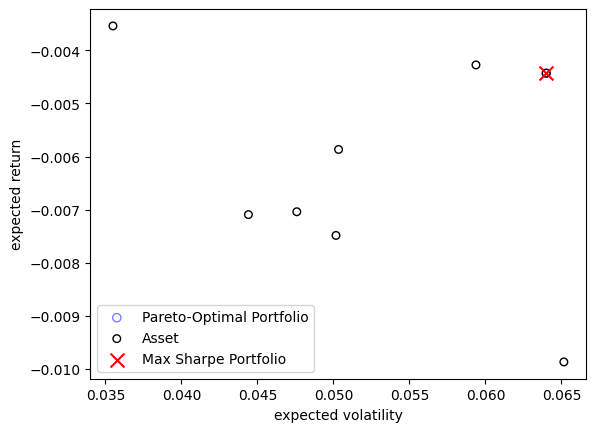 −0.004
−0.005
−0.006
−0.007
−0.008
−0.009
−0.010
expected return
Pareto-Optimal Portfolio
Asset
Max Sharpe Portfolio
0.035 0.040 0.045 0.050 0.055 0.060 0.065
expected volatility